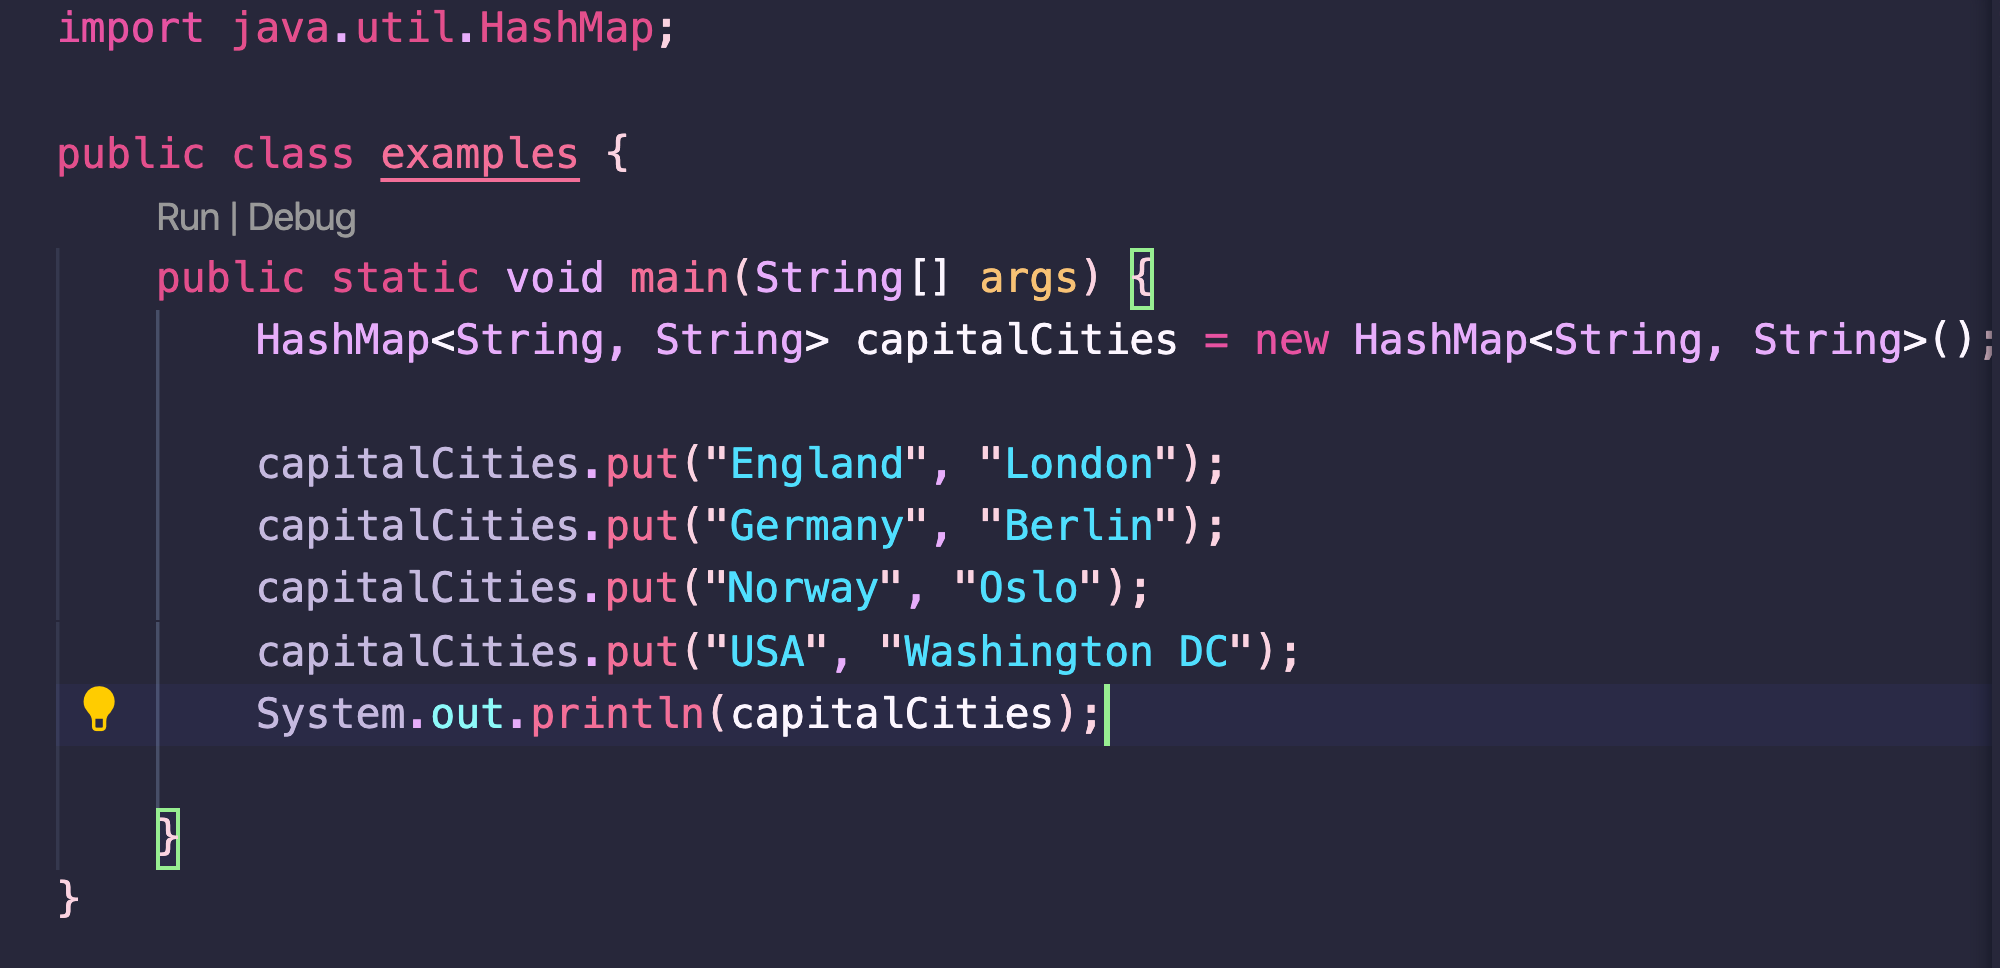 import java.util.HashMap;
public class examples {
Run | Debug
public static void main(String[] args) {
HashMap<String, String> capitalCities = new HashMap<String, String>();
capitalCities.put("England", "London");
capitalCities.put("Germany", "Berlin");
capitalCities.put("Norway", "Oslo");
capitalCities.put("USA", "Washington DC");
System.out.println(capitalCities);
}
}